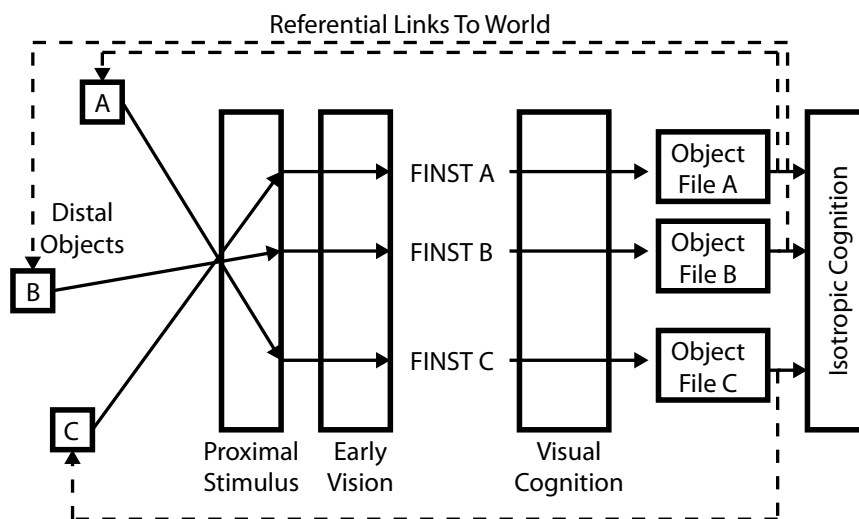 Referential Links To World
A
Distal
Objects
B
C
Proximal
Stimulus
Early
Vision
FINST A
FINST B
FINST C
Visual
Cognition
Object
File A
Object
File B
Object
File C
Isotropic Cognition